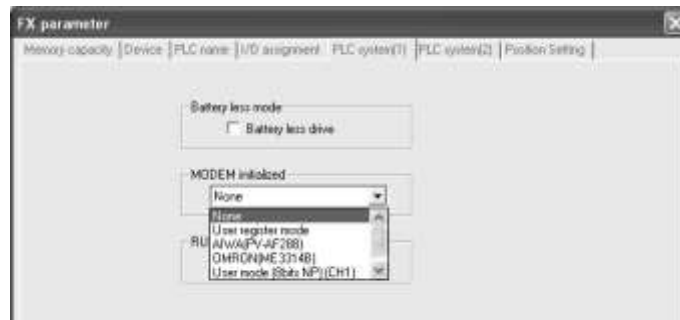 FX parameter
Memory capacity Device PLC name I/O assignment PLC system(1) PLC system(2) Position Setting
Battery less mode
Battery less drive
MODEM initialized
None
None
User register mode
RU
AIWA(PV-AF288)
OMRON(ME3314B)
User mode (8bits NP)(CH1)